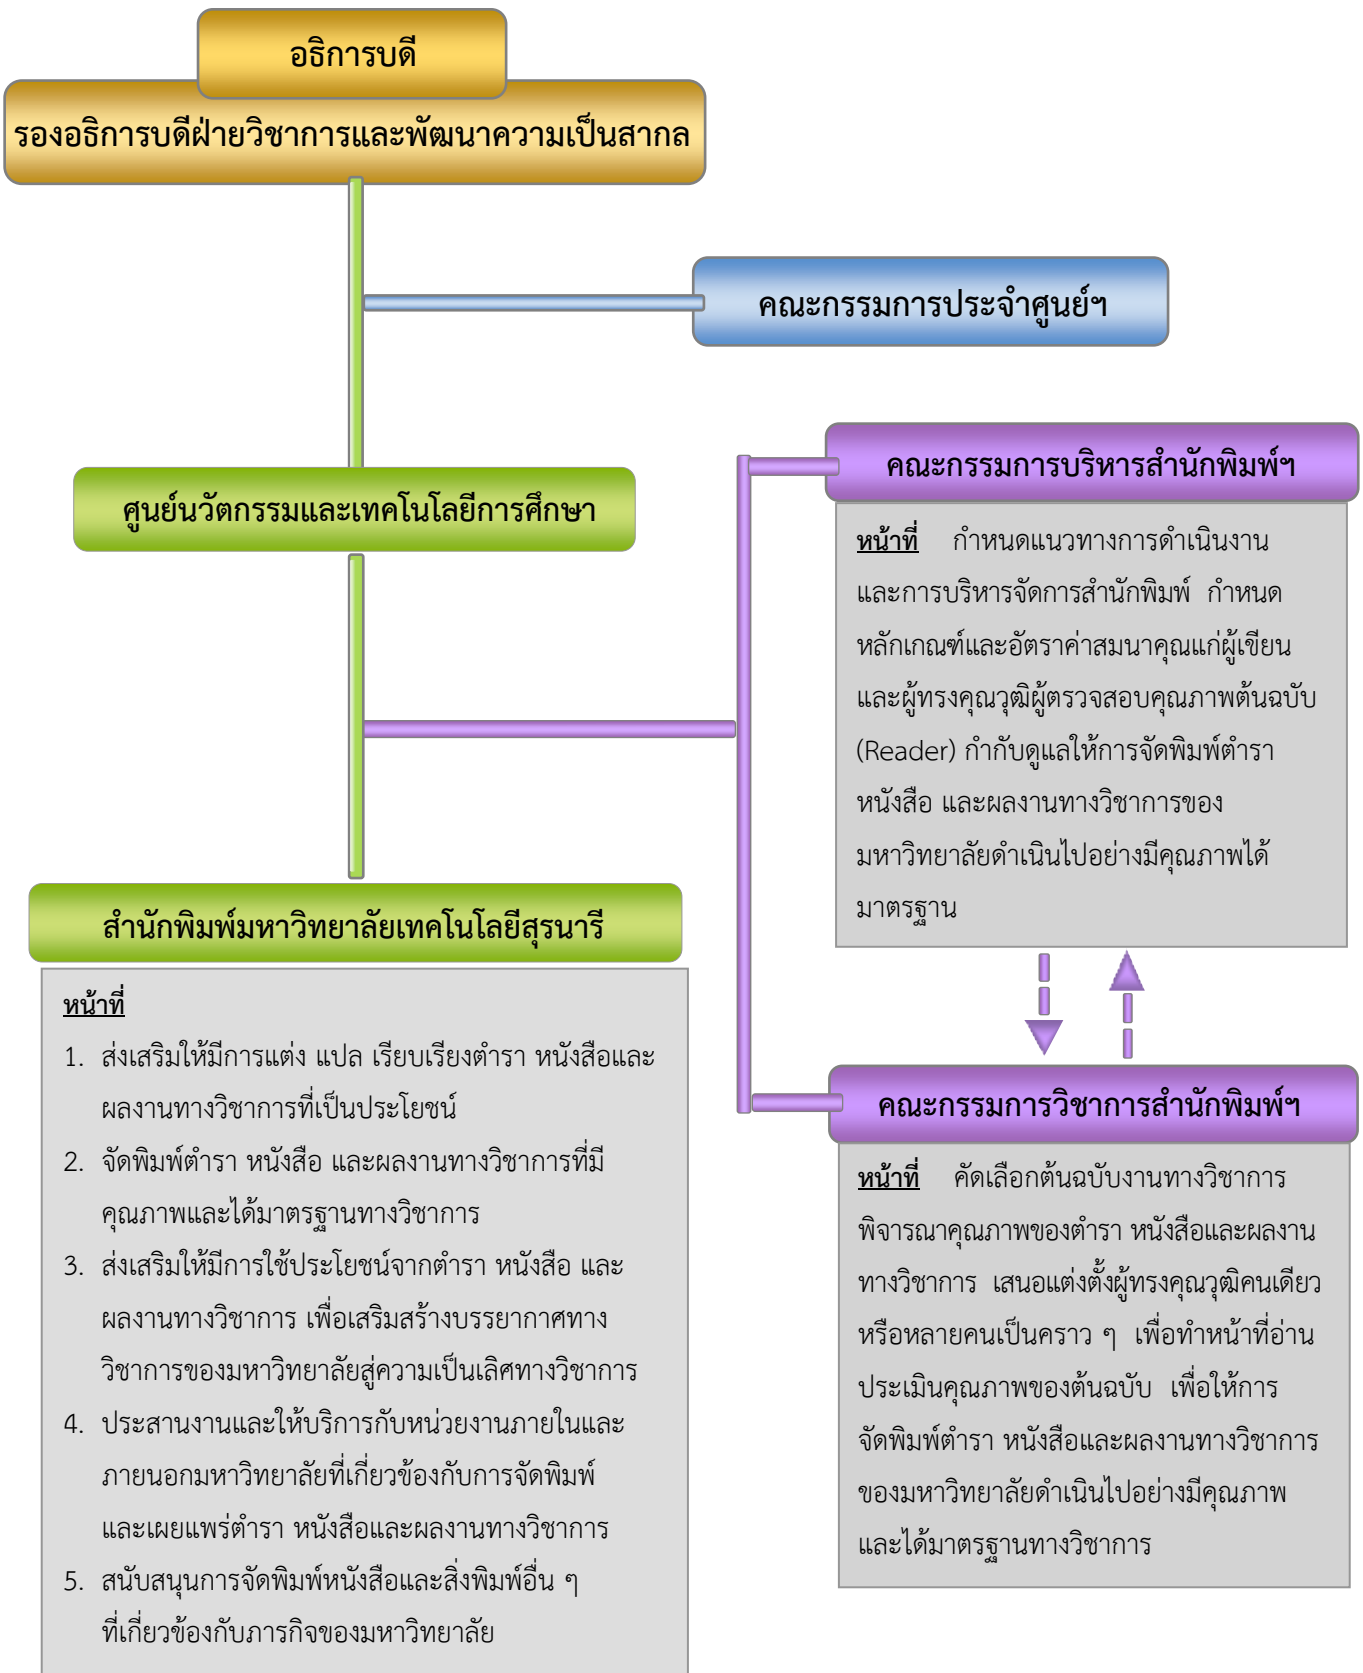 อธิการบดี
รองอธิการบดีฝ่ายวิชาการและพัฒนาความเป็นสากล
คณะกรรมการประจำศูนย์ฯ
ศูนย์นวัตกรรมและเทคโนโลยีการศึกษา
คณะกรรมการบริหารสำนักพิมพ์ฯ
หน้าที่ กำหนดแนวทางการดำเนินงาน
และการบริหารจัดการสำนักพิมพ์ กำหนด
หลักเกณฑ์และอัตราค่าสมนาคุณแก่ผู้เขียน
และผู้ทรงคุณวุฒิผู้ตรวจสอบคุณภาพต้นฉบับ
(Reader) กำกับดูแลให้การจัดพิมพ์ตำรา
หนังสือ และผลงานทางวิชาการของ
มหาวิทยาลัยดำเนินไปอย่างมีคุณภาพได้
มาตรฐาน
สำนักพิมพ์มหาวิทยาลัยเทคโนโลยีสุรนารี
หน้าที่
1. ส่งเสริมให้มีการแต่ง แปล เรียบเรียงตำรา หนังสือและ
ผลงานทางวิชาการที่เป็นประโยชน์
2. จัดพิมพ์ตำรา หนังสือ และผลงานทางวิชาการที่มี
คุณภาพและได้มาตรฐานทางวิชาการ
3. ส่งเสริมให้มีการใช้ประโยชน์จากตำรา หนังสือ และ
ผลงานทางวิชาการ เพื่อเสริมสร้างบรรยากาศทาง
วิชาการของมหาวิทยาลัยสู่ความเป็นเลิศทางวิชาการ
4. ประสานงานและให้บริการกับหน่วยงานภายในและ
ภายนอกมหาวิทยาลัยที่เกี่ยวข้องกับการจัดพิมพ์
และเผยแพร่ตำรา หนังสือและผลงานทางวิชาการ
5. สนับสนุนการจัดพิมพ์หนังสือและสิ่งพิมพ์อื่น ๆ
ที่เกี่ยวข้องกับภารกิจของมหาวิทยาลัย
คณะกรรมการวิชาการสำนักพิมพ์ฯ
หน้าที่ คัดเลือกต้นฉบับงานทางวิชาการ
พิจารณาคุณภาพของตำรา หนังสือและผลงาน
ทางวิชาการ เสนอแต่งตั้งผู้ทรงคุณวุฒิคนเดียว
หรือหลายคนเป็นคราว ๆ เพื่อทำหน้าที่อ่าน
ประเมินคุณภาพของต้นฉบับ เพื่อให้การ
จัดพิมพ์ตำรา หนังสือและผลงานทางวิชาการ
ของมหาวิทยาลัยดำเนินไปอย่างมีคุณภาพ
และได้มาตรฐานทางวิชาการ